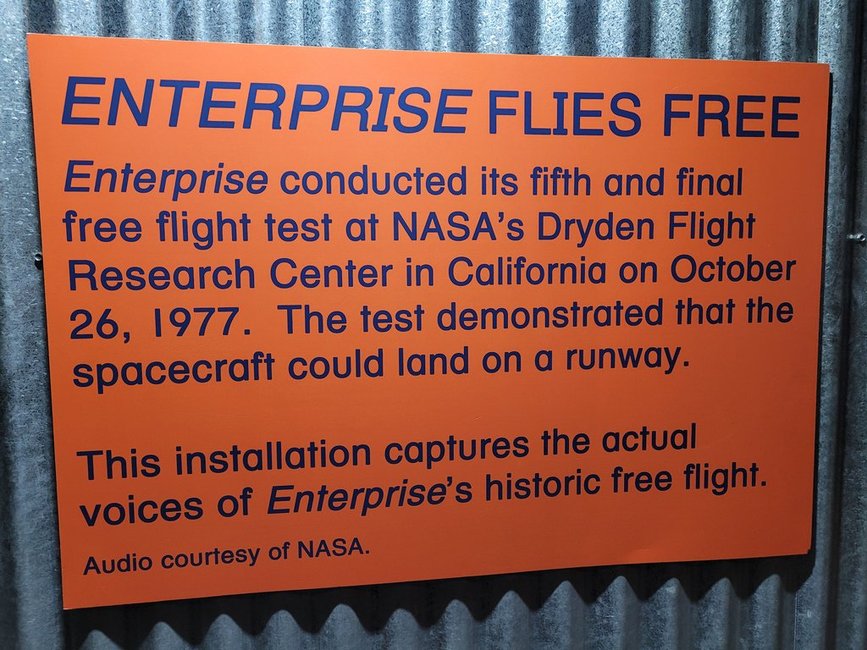 ENTERPRISE FLIES FREE
Enterprise conducted its fifth and final
free flight test at NASA's Dryden Flight
Research Center in California on October
26, 1977.  The test demonstrated that the
spacecraft could land on a runway.
This installation captures the actual
voices of Enterprise's historic free flight.
Audio courtesy of NASA.